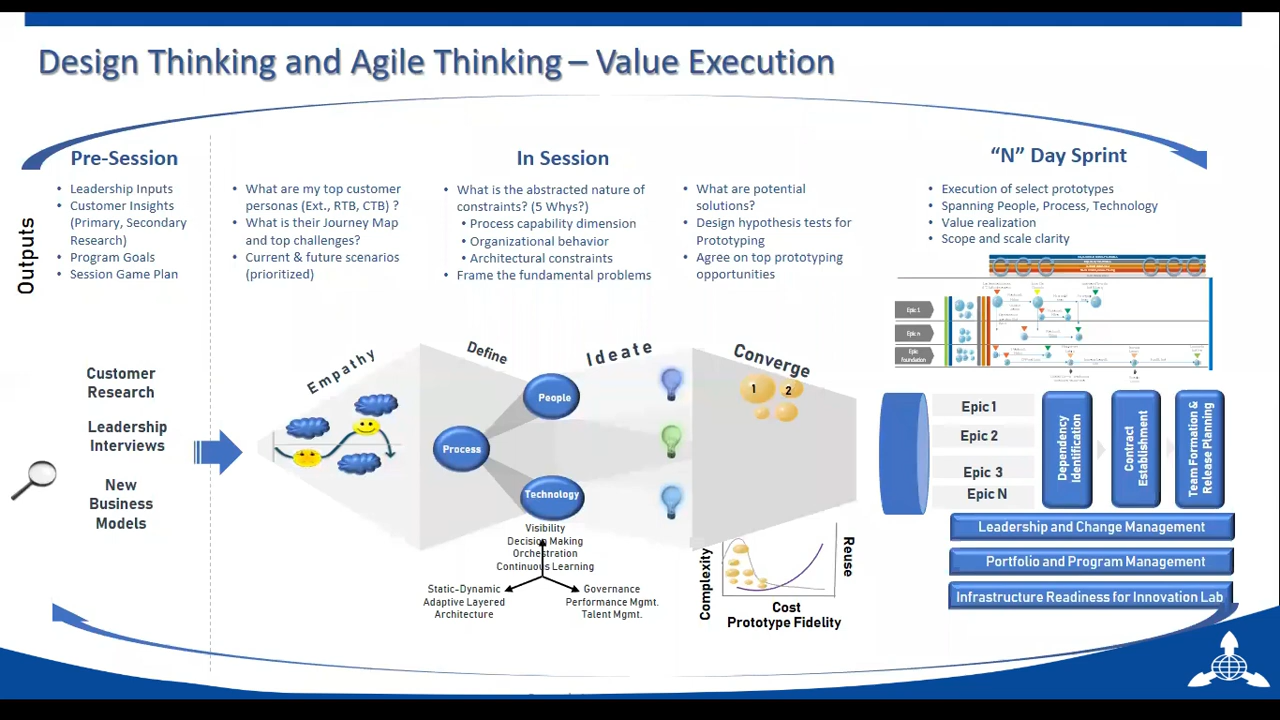 Design Thinking and Agile Thinking – Value Execution
Outputs
Pre-Session
• Leadership Inputs
• Customer Insights
(Primary, Secondary
Research)
• Program Goals
• Session Game Plan
In Session
• What are my top customer
personas (Ext., RTB, CTB) ?
• What is their Journey Map
and top challenges?
• Current & future scenarios
(prioritized)
• What is the abstracted nature of
constraints? (5 Whys?)
• Process capability dimension
• Organizational behavior
• Architectural constraints
• Frame the fundamental problems
• What are potential
solutions?
• Design hypothesis tests for
Prototyping
• Agree on top prototyping
opportunities
“N” Day Sprint
• Execution of select prototypes
• Spanning People, Process, Technology
• Value realization
• Scope and scale clarity
Epic 1
Epic n
Epic
Foundation
Customer
Research
Leadership
Interviews
New
Business
Models
Empathy
Define
Ideate
Converge
Process
People
Technology
1
2
Visibility
Decision Making
Orchestration
Continuous Learning
Static-Dynamic
Adaptive Layered
Architecture
Governance
Performance Mgmt.
Talent Mgmt.
Complexity
Reuse
Cost
Prototype Fidelity
Epic 1
Epic 2
Epic 3
Epic N
Dependency
Identification
Contract
Establishment
Team Formation &
Release Planning
Leadership and Change Management
Portfolio and Program Management
Infrastructure Readiness for Innovation Lab